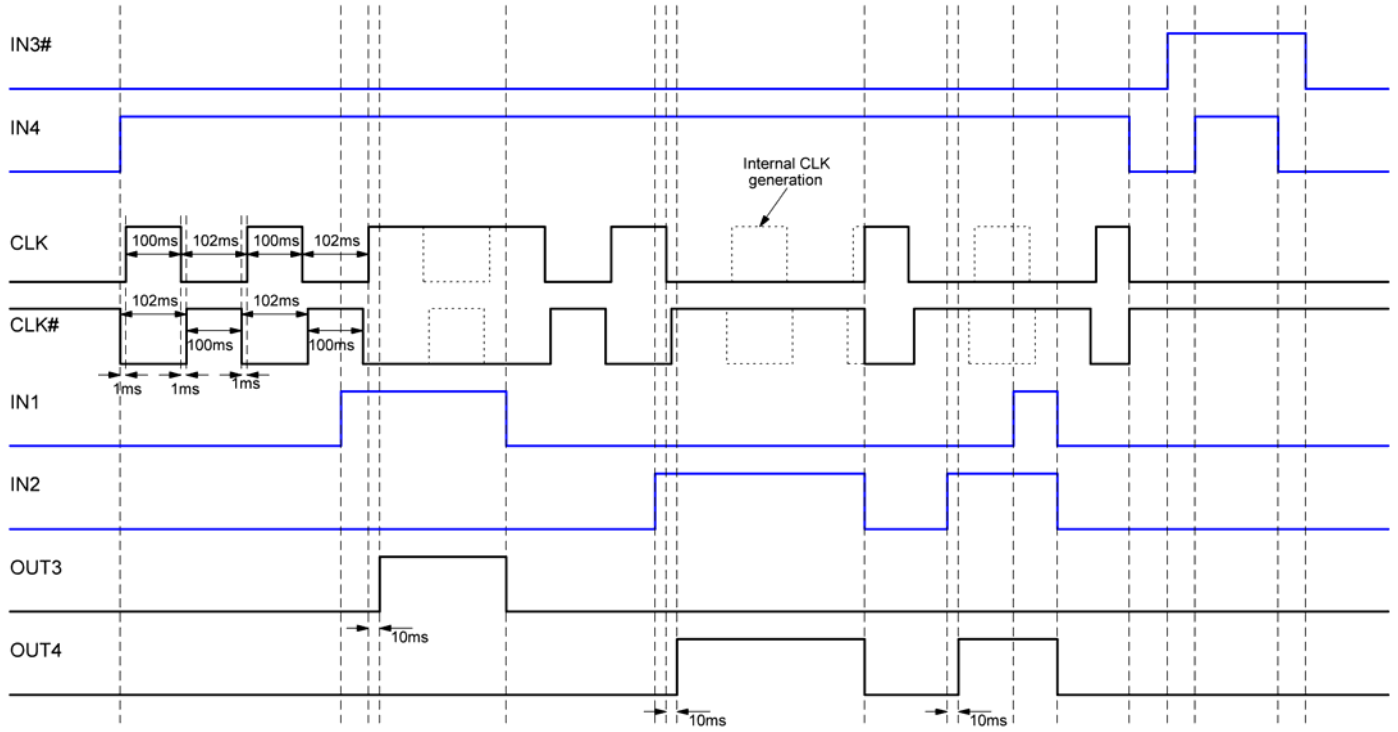 IN3#
IN4
Internal CLK
generation
CLK
100ms
102ms
100ms
102ms
CLK#
102ms
102ms
100ms
100ms
1ms
1ms
1ms
IN1
IN2
OUT3
10ms
OUT4
10ms
10ms